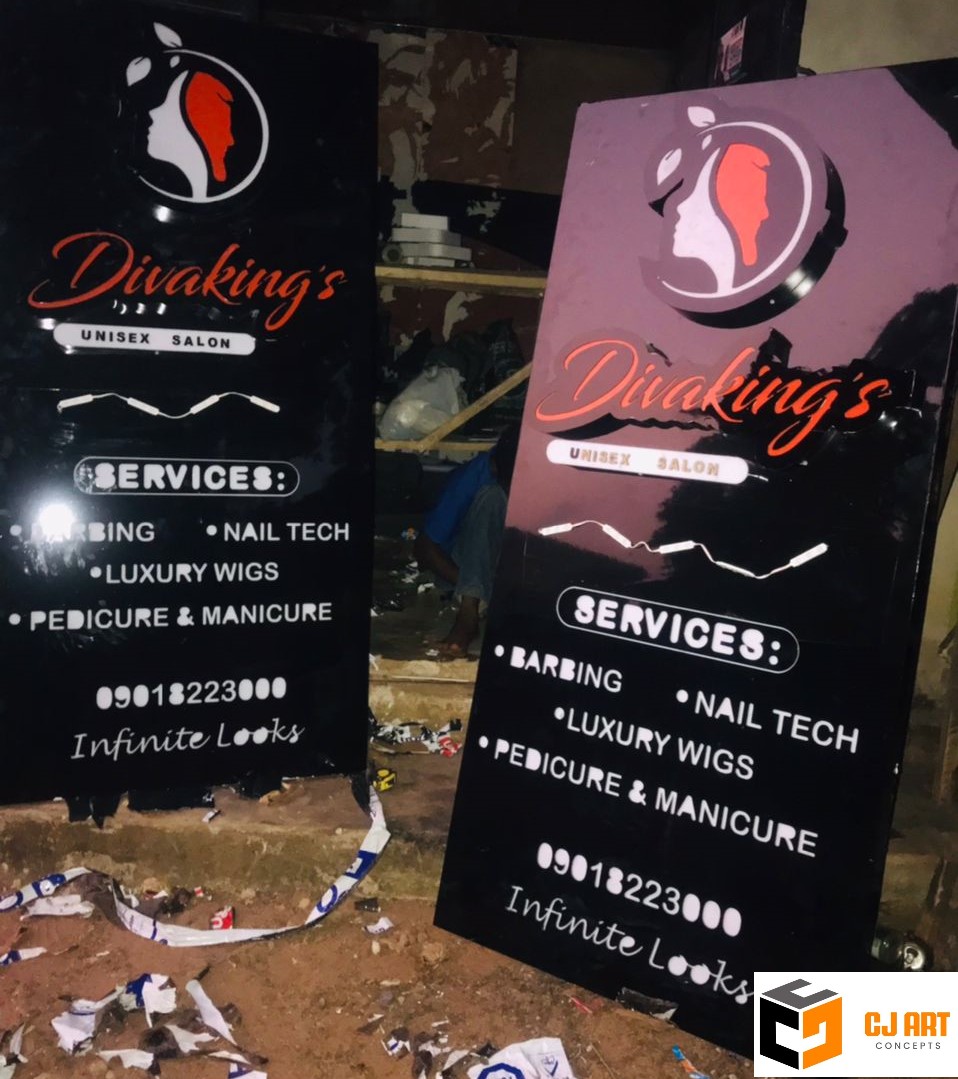 Divaking's
UNISEX SALON
SERVICES:
• BARBING • NAIL TECH
• LUXURY WIGS
• PEDICURE & MANICURE
09018223000
Infinite Looks
Divaking's
UNISEX SALON
SERVICES:
• BARBING • NAIL TECH
• LUXURY WIGS
• PEDICURE & MANICURE
09018223000
Infinite Looks
CJ ART
CONCEPTS